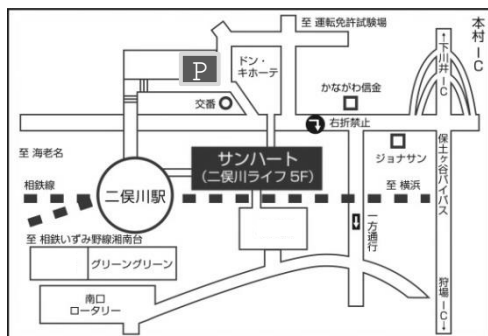 至 運転免許試験場
本村IC
←下川井IC
P
ドン・
キホーテ
かながわ信金
交番
右折禁止
至 海老名
サンハート
(二俣川ライフ 5F)
ジョナサン
保土ヶ谷バイパス
相鉄線
二俣川駅
至 横浜
一方通行
至 相鉄いずみ野線湘南台
グリーングリーン
南口
ロータリー
狩場IC→